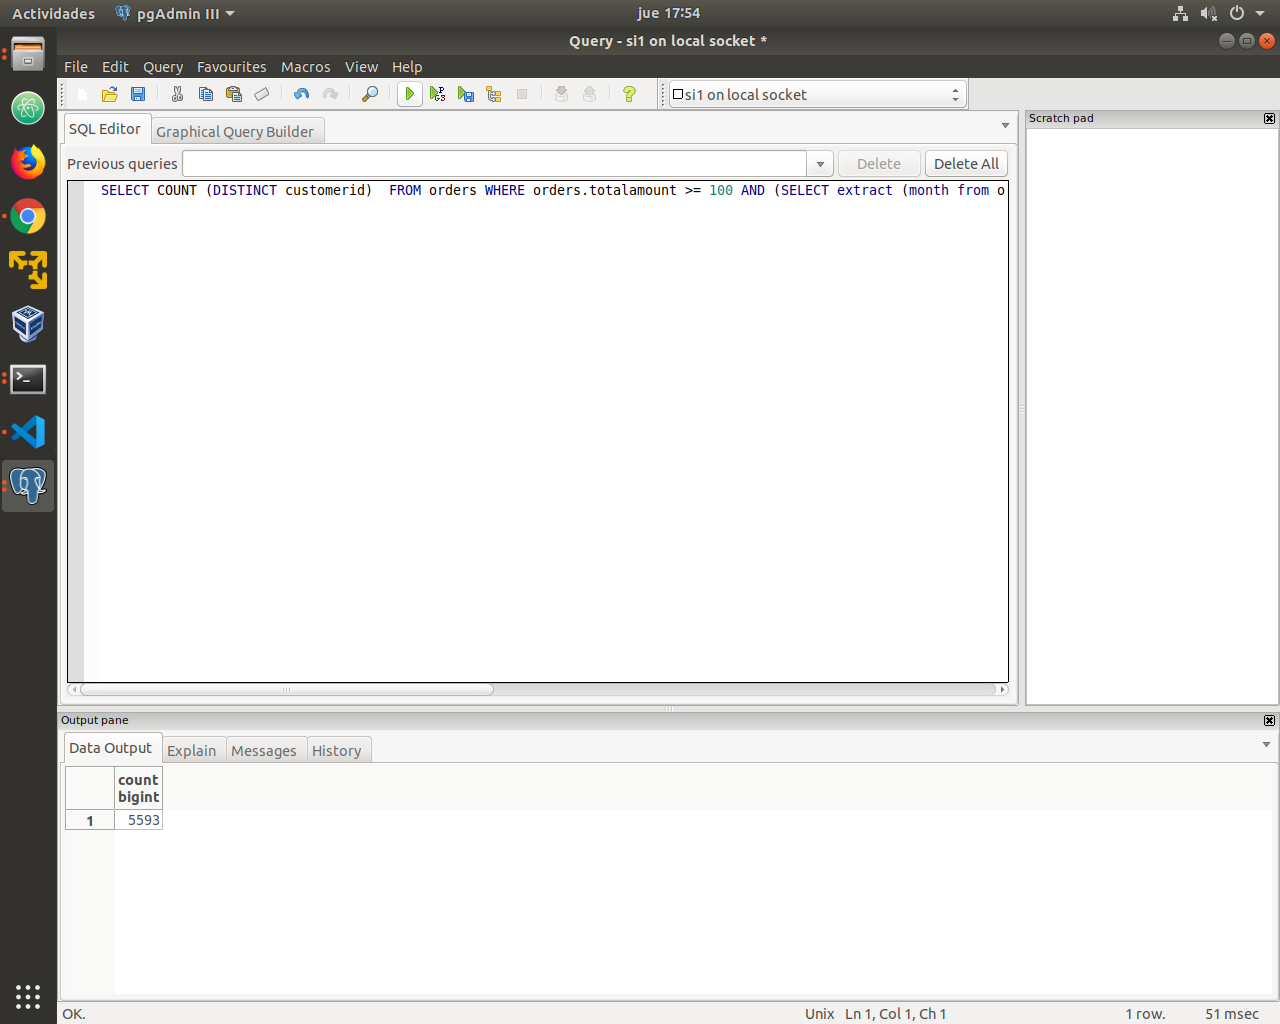 Actividades pgAdmin III jue 17:54
Query - si1 on local socket *
File Edit Query Favourites Macros View Help
si1 on local socket
SQL Editor Graphical Query Builder
Scratch pad
Previous queries Delete Delete All
SELECT COUNT (DISTINCT customerid)  FROM orders WHERE orders.totalamount >= 100 AND (SELECT extract (month from o
Output pane
Data Output Explain Messages History
count
bigint
1 5593
OK. Unix Ln 1, Col 1, Ch 1 1 row. 51 msec